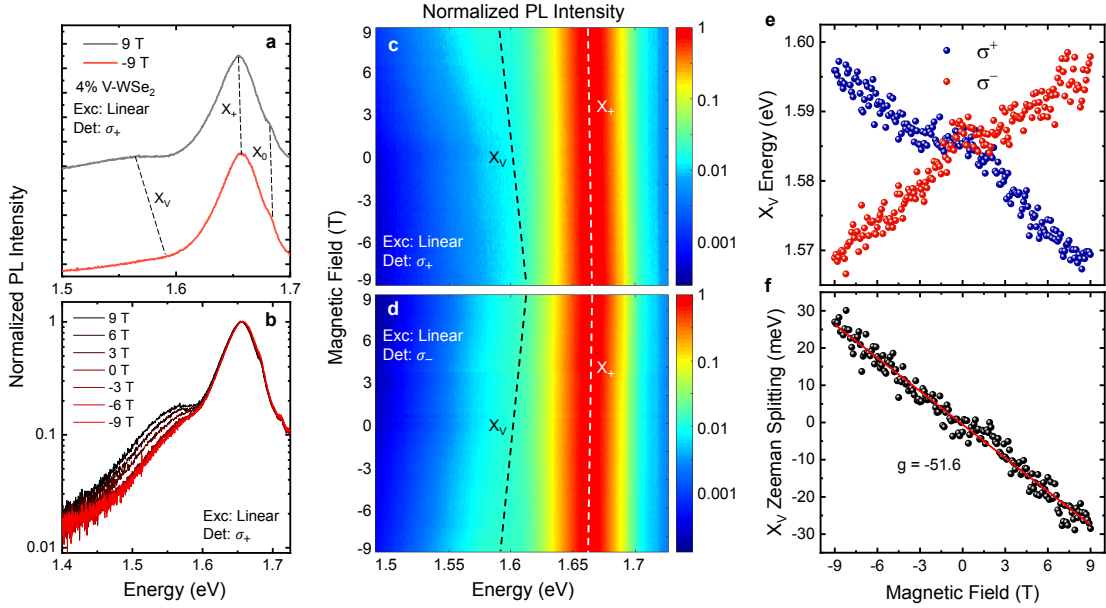 Normalized PL Intensity
a
9 T
-9 T
4% V-WSe₂
Exc: Linear
Det: σ₊
X₊
X₀
Xᵥ
1.5
1.6
1.7
Normalized PL Intensity
b
9 T
6 T
3 T
0 T
-3 T
-6 T
-9 T
1
0.1
0.01
Exc: Linear
Det: σ₊
1.4
1.5
1.6
1.7
Energy (eV)
c
9
6
3
0
-3
-6
-9
Xᵥ
X₊
Exc: Linear
Det: σ₊
1
0.1
0.01
0.001
Magnetic Field (T)
d
Exc: Linear
Det: σ₋
9
6
3
0
-3
-6
-9
Xᵥ
X₊
1
0.1
0.01
0.001
1.5
1.55
1.6
1.65
1.7
Energy (eV)
e
σ⁺
σ⁻
1.60
1.59
1.58
1.57
Xᵥ Energy (eV)
f
30
20
10
0
-10
-20
-30
Xᵥ Zeeman Splitting (meV)
g = -51.6
-9
-6
-3
0
3
6
9
Magnetic Field (T)